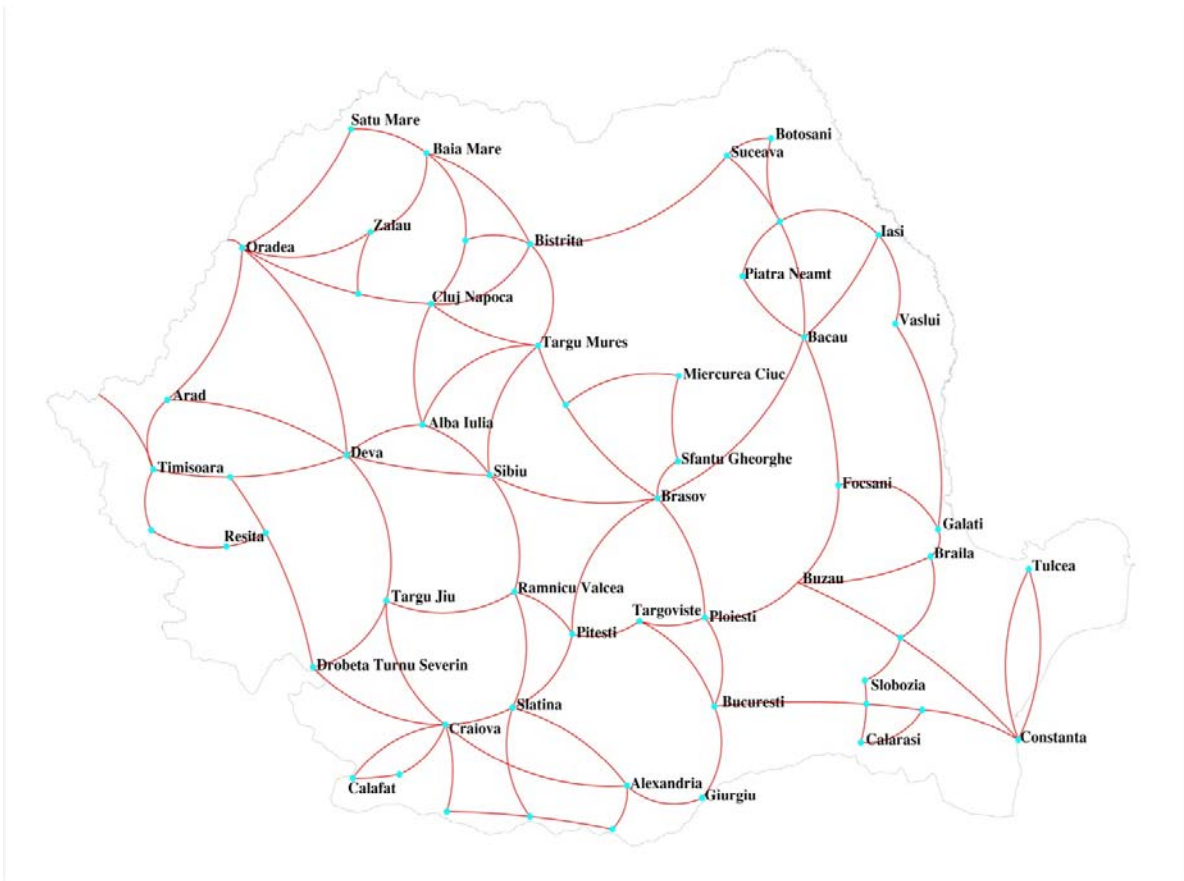 Satu Mare
Botosani
Baia Mare
Suceava
Zalau
Iasi
Bistrita
Oradea
Piatra Neamt
Cluj Napoca
Vaslui
Bacau
Targu Mures
Miercurea Ciuc
Arad
Alba Iulia
Deva
Sfantu Gheorghe
Timisoara
Sibiu
Focsani
Brasov
Galati
Resita
Braila
Tulcea
Buzau
Ramnicu Valcea
Targu Jiu
Targoviste
Ploiesti
Pitesti
Drobeta Turnu Severin
Slobozia
Bucuresti
Slatina
Craiova
Constanta
Calarasi
Alexandria
Calafat
Giurgiu